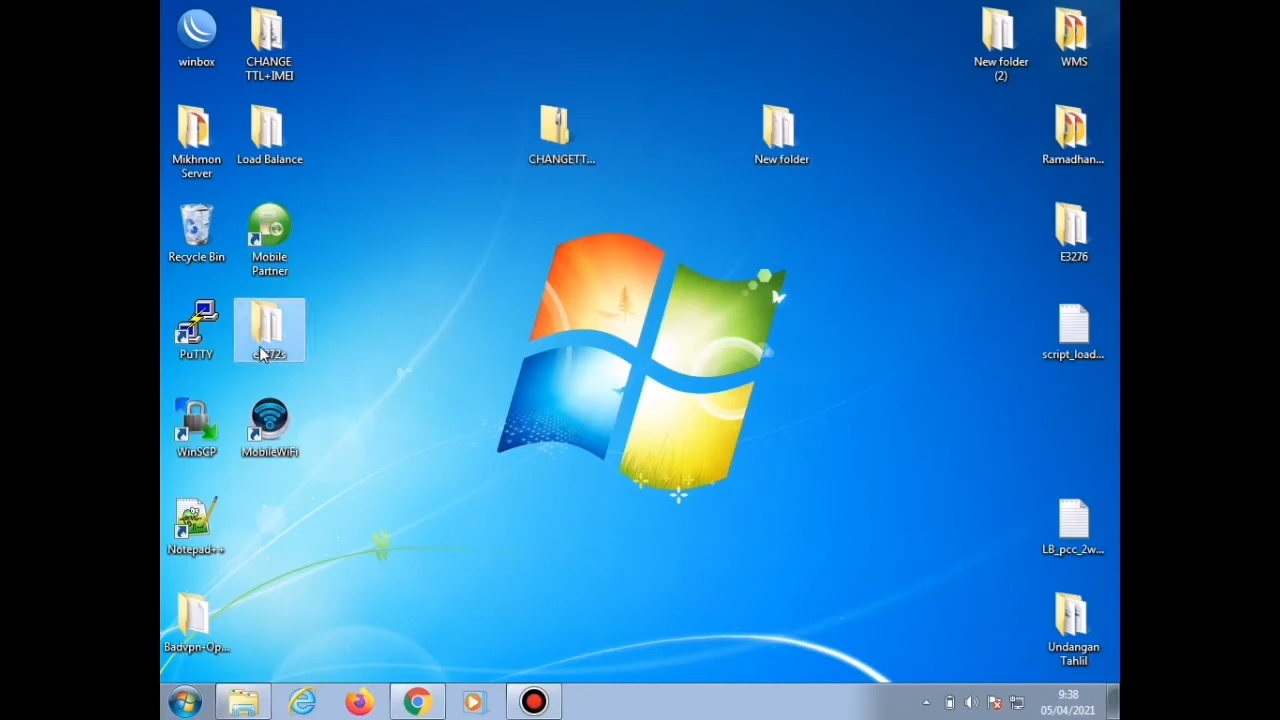 winbox
CHANGE
TTL+IMEI
New folder
(2)
WMS
Mikhmon
Server
Load Balance
CHANGETT...
New folder
Ramadhan...
Recycle Bin
Mobile
Partner
E3276
PuTTY
script_load...
WinSCP
MobileWiFi
Notepad++
LB_pcc_2w...
Badvpn-Op...
Undangan
Tahlil
9:38
05/04/2021